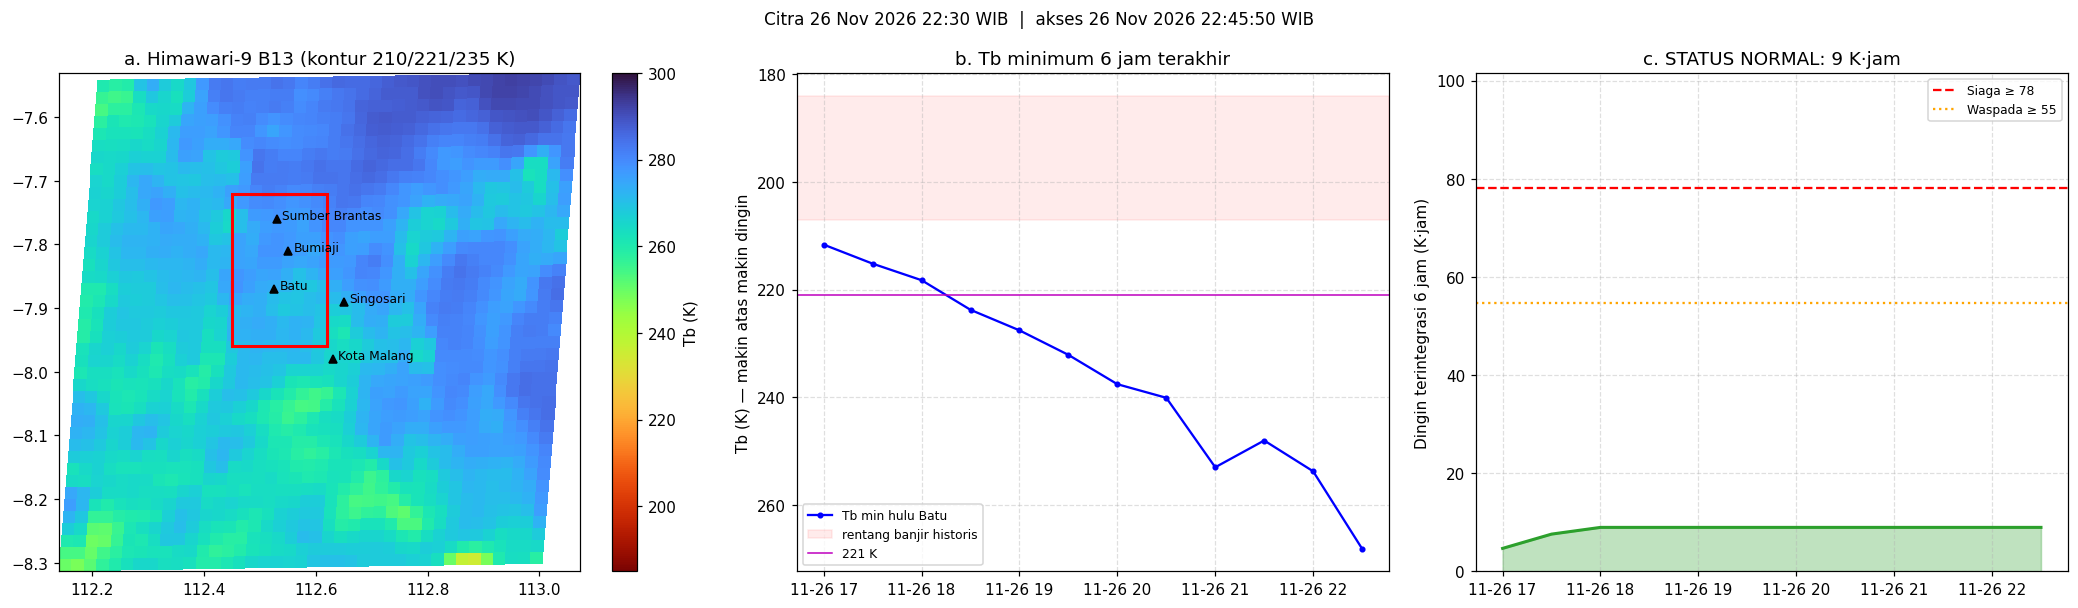 Citra 26 Nov 2026 22:30 WIB | akses 26 Nov 2026 22:45:50 WIB
a. Himawari-9 B13 (kontur 210/221/235 K)
−7.6
−7.7
−7.8
−7.9
−8.0
−8.1
−8.2
−8.3
112.2
112.4
112.6
112.8
113.0
Sumber Brantas
Bumiaji
Batu
Singosari
Kota Malang
300
280
260
240
220
200
Tb (K)
b. Tb minimum 6 jam terakhir
Tb (K) — makin atas makin dingin
180
200
220
240
260
Tb min hulu Batu
rentang banjir historis
221 K
11-26 17
11-26 18
11-26 19
11-26 20
11-26 21
11-26 22
c. STATUS NORMAL: 9 K·jam
Dingin terintegrasi 6 jam (K·jam)
100
80
60
40
20
0
Siaga ≥ 78
Waspada ≥ 55
11-26 17
11-26 18
11-26 19
11-26 20
11-26 21
11-26 22